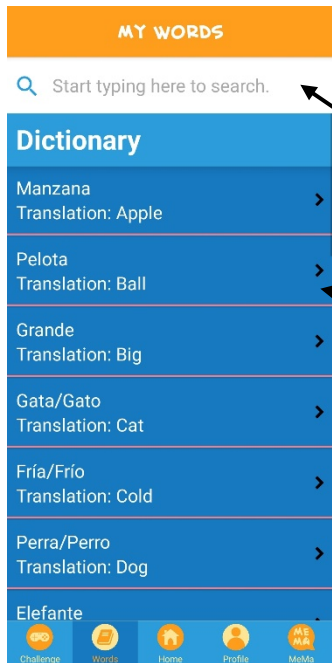 MY WORDS
Start typing here to search.
Dictionary
Manzana
Translation: Apple
Pelota
Translation: Ball
Grande
Translation: Big
Gata/Gato
Translation: Cat
Fría/Frío
Translation: Cold
Perra/Perro
Translation: Dog
Elefante
ME
MA
Challenge Words Home Profile MeMa